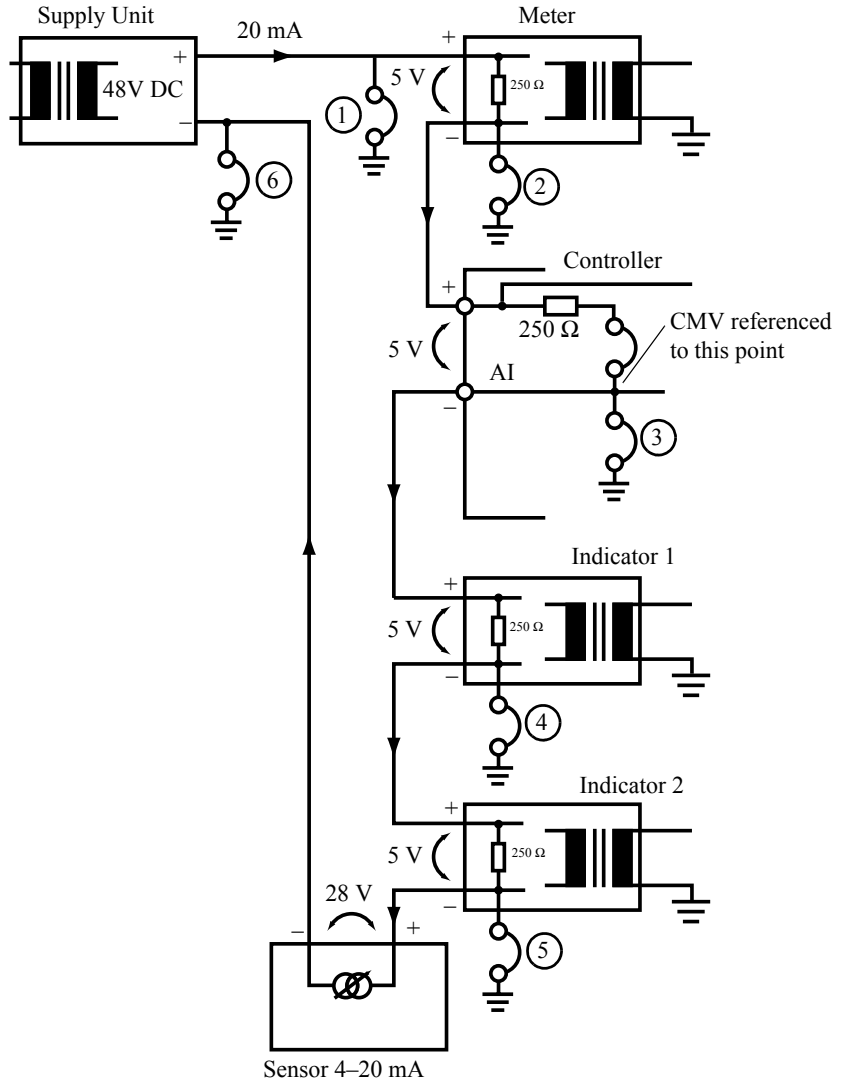 Supply Unit
20 mA
Meter
+
48V DC
−
+
5 V
250 Ω
−
1
2
6
Controller
+
250 Ω
CMV referenced
to this point
5 V
AI
−
3
Indicator 1
+
5 V
250 Ω
−
4
Indicator 2
+
5 V
250 Ω
−
28 V
−
+
5
Sensor 4–20 mA